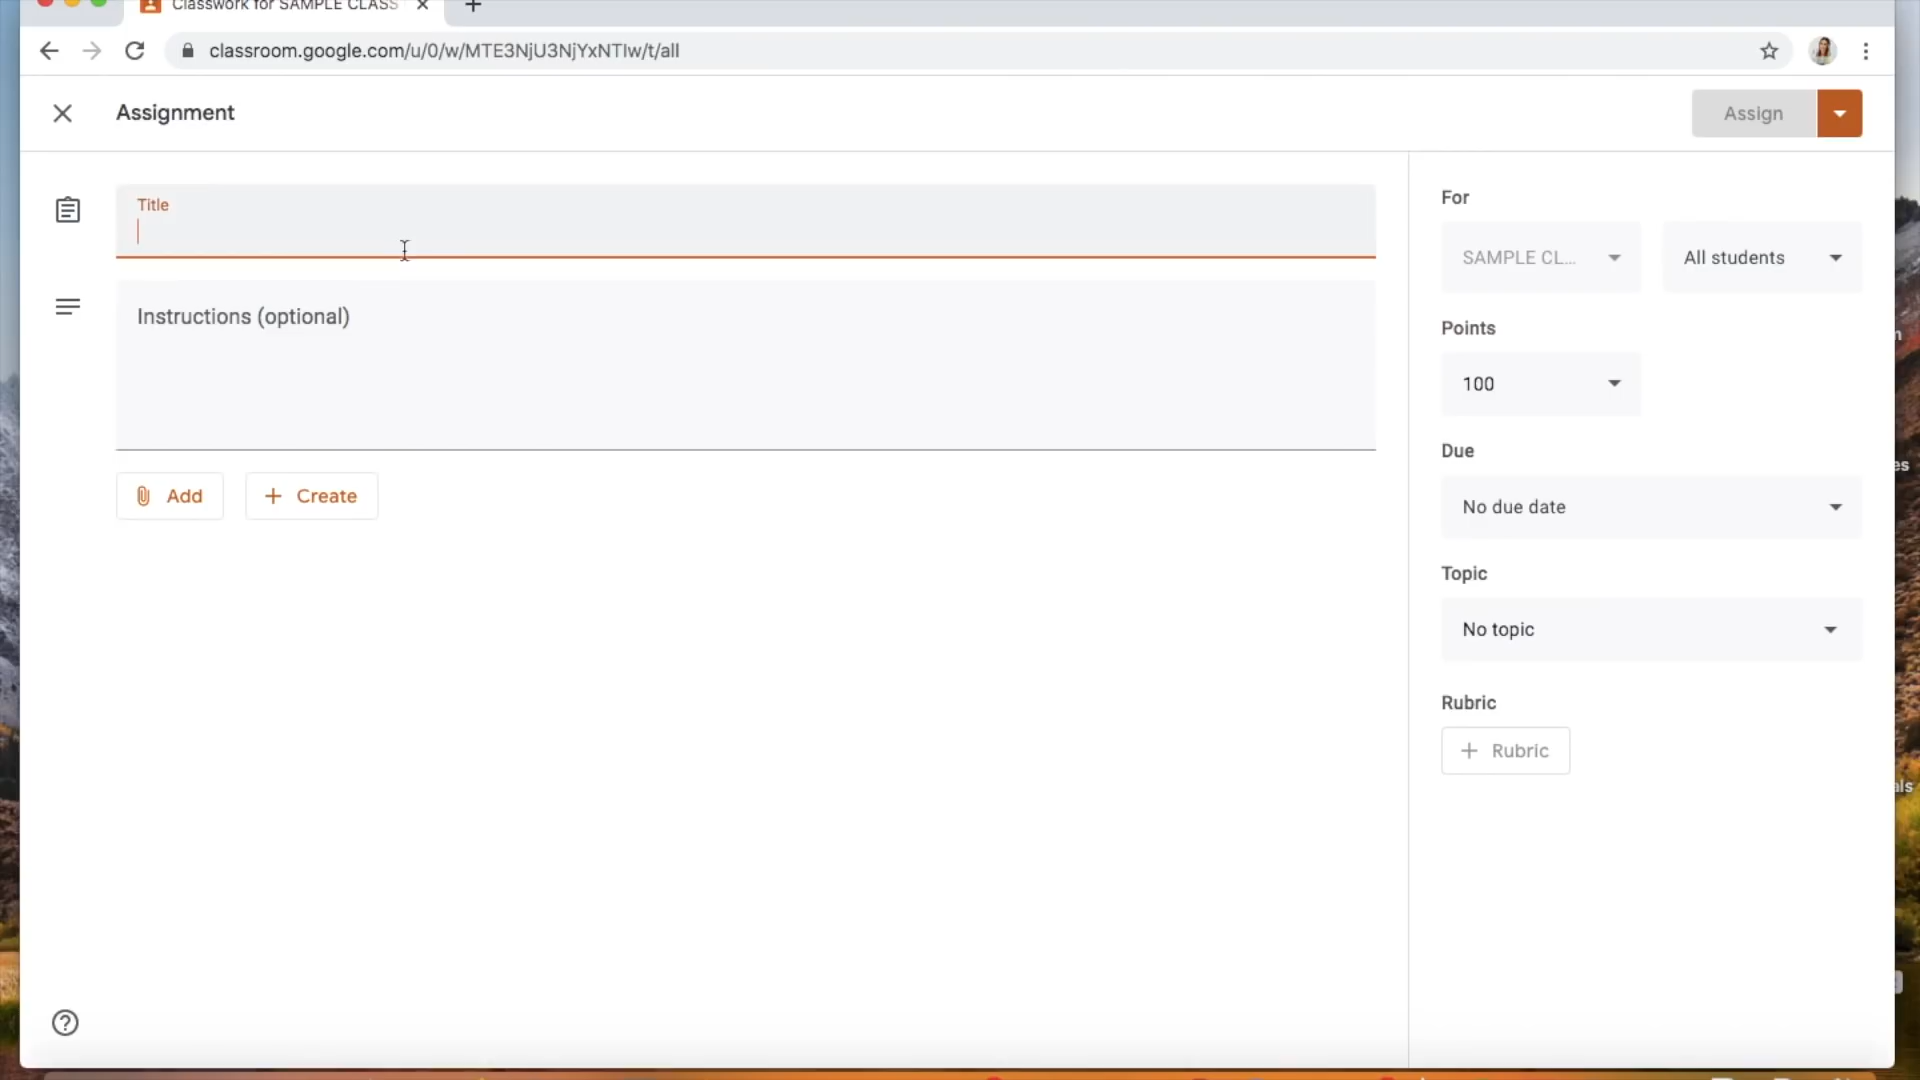 Classwork for SAMPLE CLASS
classroom.google.com/u/0/w/MTE3NjU3NjYxNTIw/t/all
Assignment
Assign
Title
Instructions (optional)
Add
Create
For
SAMPLE CL...
All students
Points
100
Due
No due date
Topic
No topic
Rubric
Rubric